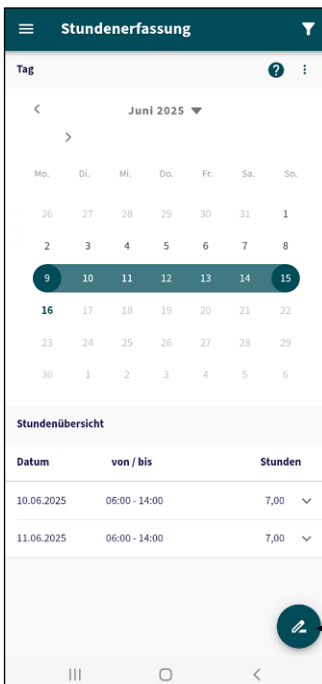 Stundenerfassung
Tag
Juni 2025
Mo. Di. Mi. Do. Fr. Sa. So.
26 27 28 29 30 31 1
2 3 4 5 6 7 8
9 10 11 12 13 14 15
16 17 18 19 20 21 22
23 24 25 26 27 28 29
30 1 2 3 4 5 6
Stundenübersicht
Datum von / bis Stunden
10.06.2025 06:00 - 14:00 7,00
11.06.2025 06:00 - 14:00 7,00